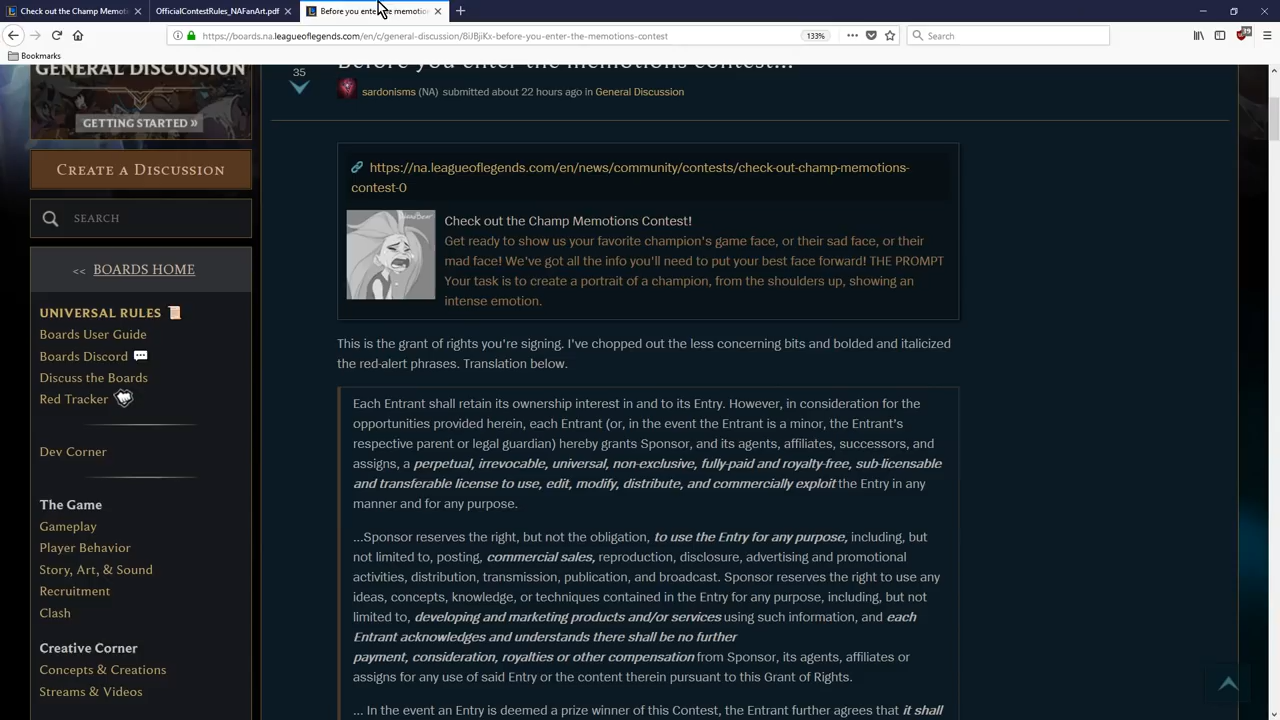 Check out the Champ Memoti
OfficialContestRules_NAFanArt.pdf
Before you ente the memotio
https://boards.na.leagueoflegends.com/en/c/general-discussion/8iJBjiKx-before-you-enter-the-memotions-contest
133%
Search
Bookmarks
GENERAL DISCUSSION
GETTING STARTED »
CREATE A DISCUSSION
SEARCH
<< BOARDS HOME
UNIVERSAL RULES
Boards User Guide
Boards Discord
Discuss the Boards
Red Tracker
Dev Corner
The Game
Gameplay
Player Behavior
Story, Art, & Sound
Recruitment
Clash
Creative Corner
Concepts & Creations
Streams & Videos
Before you enter the memotions contest...
35
sardonisms (NA) submitted about 22 hours ago in General Discussion
https://na.leagueoflegends.com/en/news/community/contests/check-out-champ-memotions-
contest-0
Check out the Champ Memotions Contest!
Get ready to show us your favorite champion's game face, or their sad face, or their
mad face! We've got all the info you'll need to put your best face forward! THE PROMPT
Your task is to create a portrait of a champion, from the shoulders up, showing an
intense emotion.
This is the grant of rights you're signing. I've chopped out the less concerning bits and bolded and italicized
the red-alert phrases. Translation below.
Each Entrant shall retain its ownership interest in and to its Entry. However, in consideration for the
opportunities provided herein, each Entrant (or, in the event the Entrant is a minor, the Entrant's
respective parent or legal guardian) hereby grants Sponsor, and its agents, affiliates, successors, and
assigns, a perpetual, irrevocable, universal, non-exclusive, fully-paid and royalty-free, sub-licensable
and transferable license to use, edit, modify, distribute, and commercially exploit the Entry in any
manner and for any purpose.
...Sponsor reserves the right, but not the obligation, to use the Entry for any purpose, including, but
not limited to, posting, commercial sales, reproduction, disclosure, advertising and promotional
activities, distribution, transmission, publication, and broadcast. Sponsor reserves the right to use any
ideas, concepts, knowledge, or techniques contained in the Entry for any purpose, including, but not
limited to, developing and marketing products and/or services using such information, and each
Entrant acknowledges and understands there shall be no further
payment, consideration, royalties or other compensation from Sponsor, its agents, affiliates or
assigns for any use of said Entry or the content therein pursuant to this Grant of Rights.
... In the event an Entry is deemed a prize winner of this Contest, the Entrant further agrees that it shall